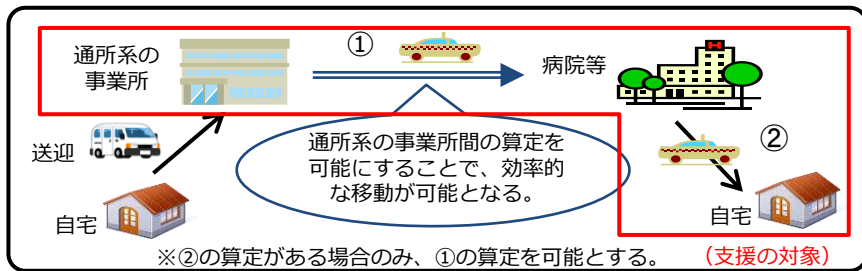 通所系の
事業所
①
病院等
H
送迎
通所系の事業所間の算定を
可能にすることで、効率的
な移動が可能となる。
②
自宅
自宅
※②の算定がある場合のみ、①の算定を可能とする。
（支援の対象）